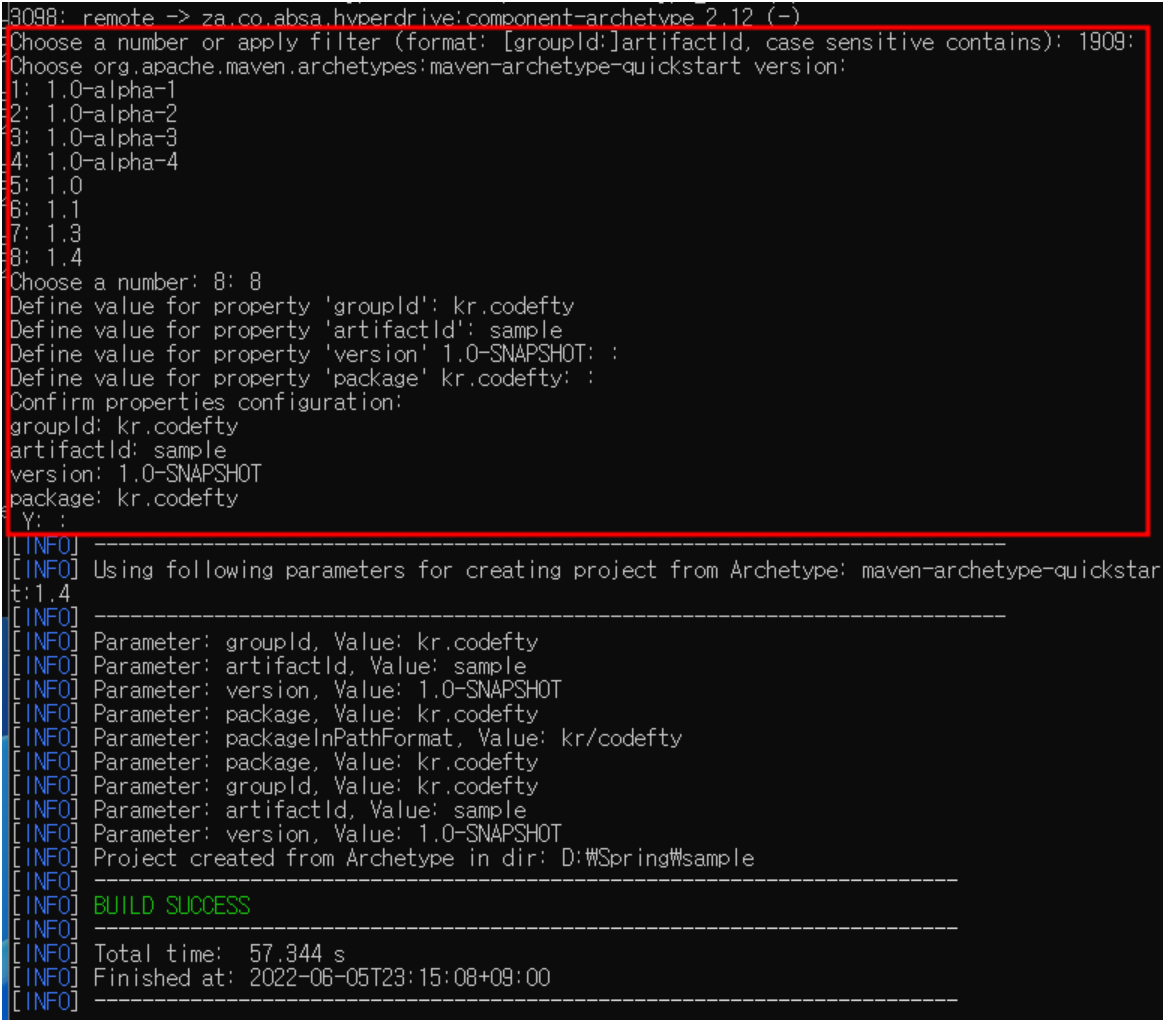 3098: remote -> za.co.absa.hyperdrive:component-archetype 2.12 (-)
Choose a number or apply filter (format: [groupId:]artifactId, case sensitive contains): 1909:
Choose org.apache.maven.archetypes:maven-archetype-quickstart version:
1: 1.0-alpha-1
2: 1.0-alpha-2
3: 1.0-alpha-3
4: 1.0-alpha-4
5: 1.0
6: 1.1
7: 1.3
8: 1.4
Choose a number: 8: 8
Define value for property 'groupId': kr.codefty
Define value for property 'artifactId': sample
Define value for property 'version' 1.0-SNAPSHOT: :
Define value for property 'package' kr.codefty: :
Confirm properties configuration:
groupId: kr.codefty
artifactId: sample
version: 1.0-SNAPSHOT
package: kr.codefty
Y: :
[INFO] ----------------------------------------------------------------------------
[INFO] Using following parameters for creating project from Archetype: maven-archetype-quickstar
t:1.4
[INFO] ----------------------------------------------------------------------------
[INFO] Parameter: groupId, Value: kr.codefty
[INFO] Parameter: artifactId, Value: sample
[INFO] Parameter: version, Value: 1.0-SNAPSHOT
[INFO] Parameter: package, Value: kr.codefty
[INFO] Parameter: packageInPathFormat, Value: kr/codefty
[INFO] Parameter: package, Value: kr.codefty
[INFO] Parameter: groupId, Value: kr.codefty
[INFO] Parameter: artifactId, Value: sample
[INFO] Parameter: version, Value: 1.0-SNAPSHOT
[INFO] Project created from Archetype in dir: D:₩Spring₩sample
[INFO] ------------------------------------------------------------------------
[INFO] BUILD SUCCESS
[INFO] ------------------------------------------------------------------------
[INFO] Total time:  57.344 s
[INFO] Finished at: 2022-06-05T23:15:08+09:00
[INFO] ------------------------------------------------------------------------